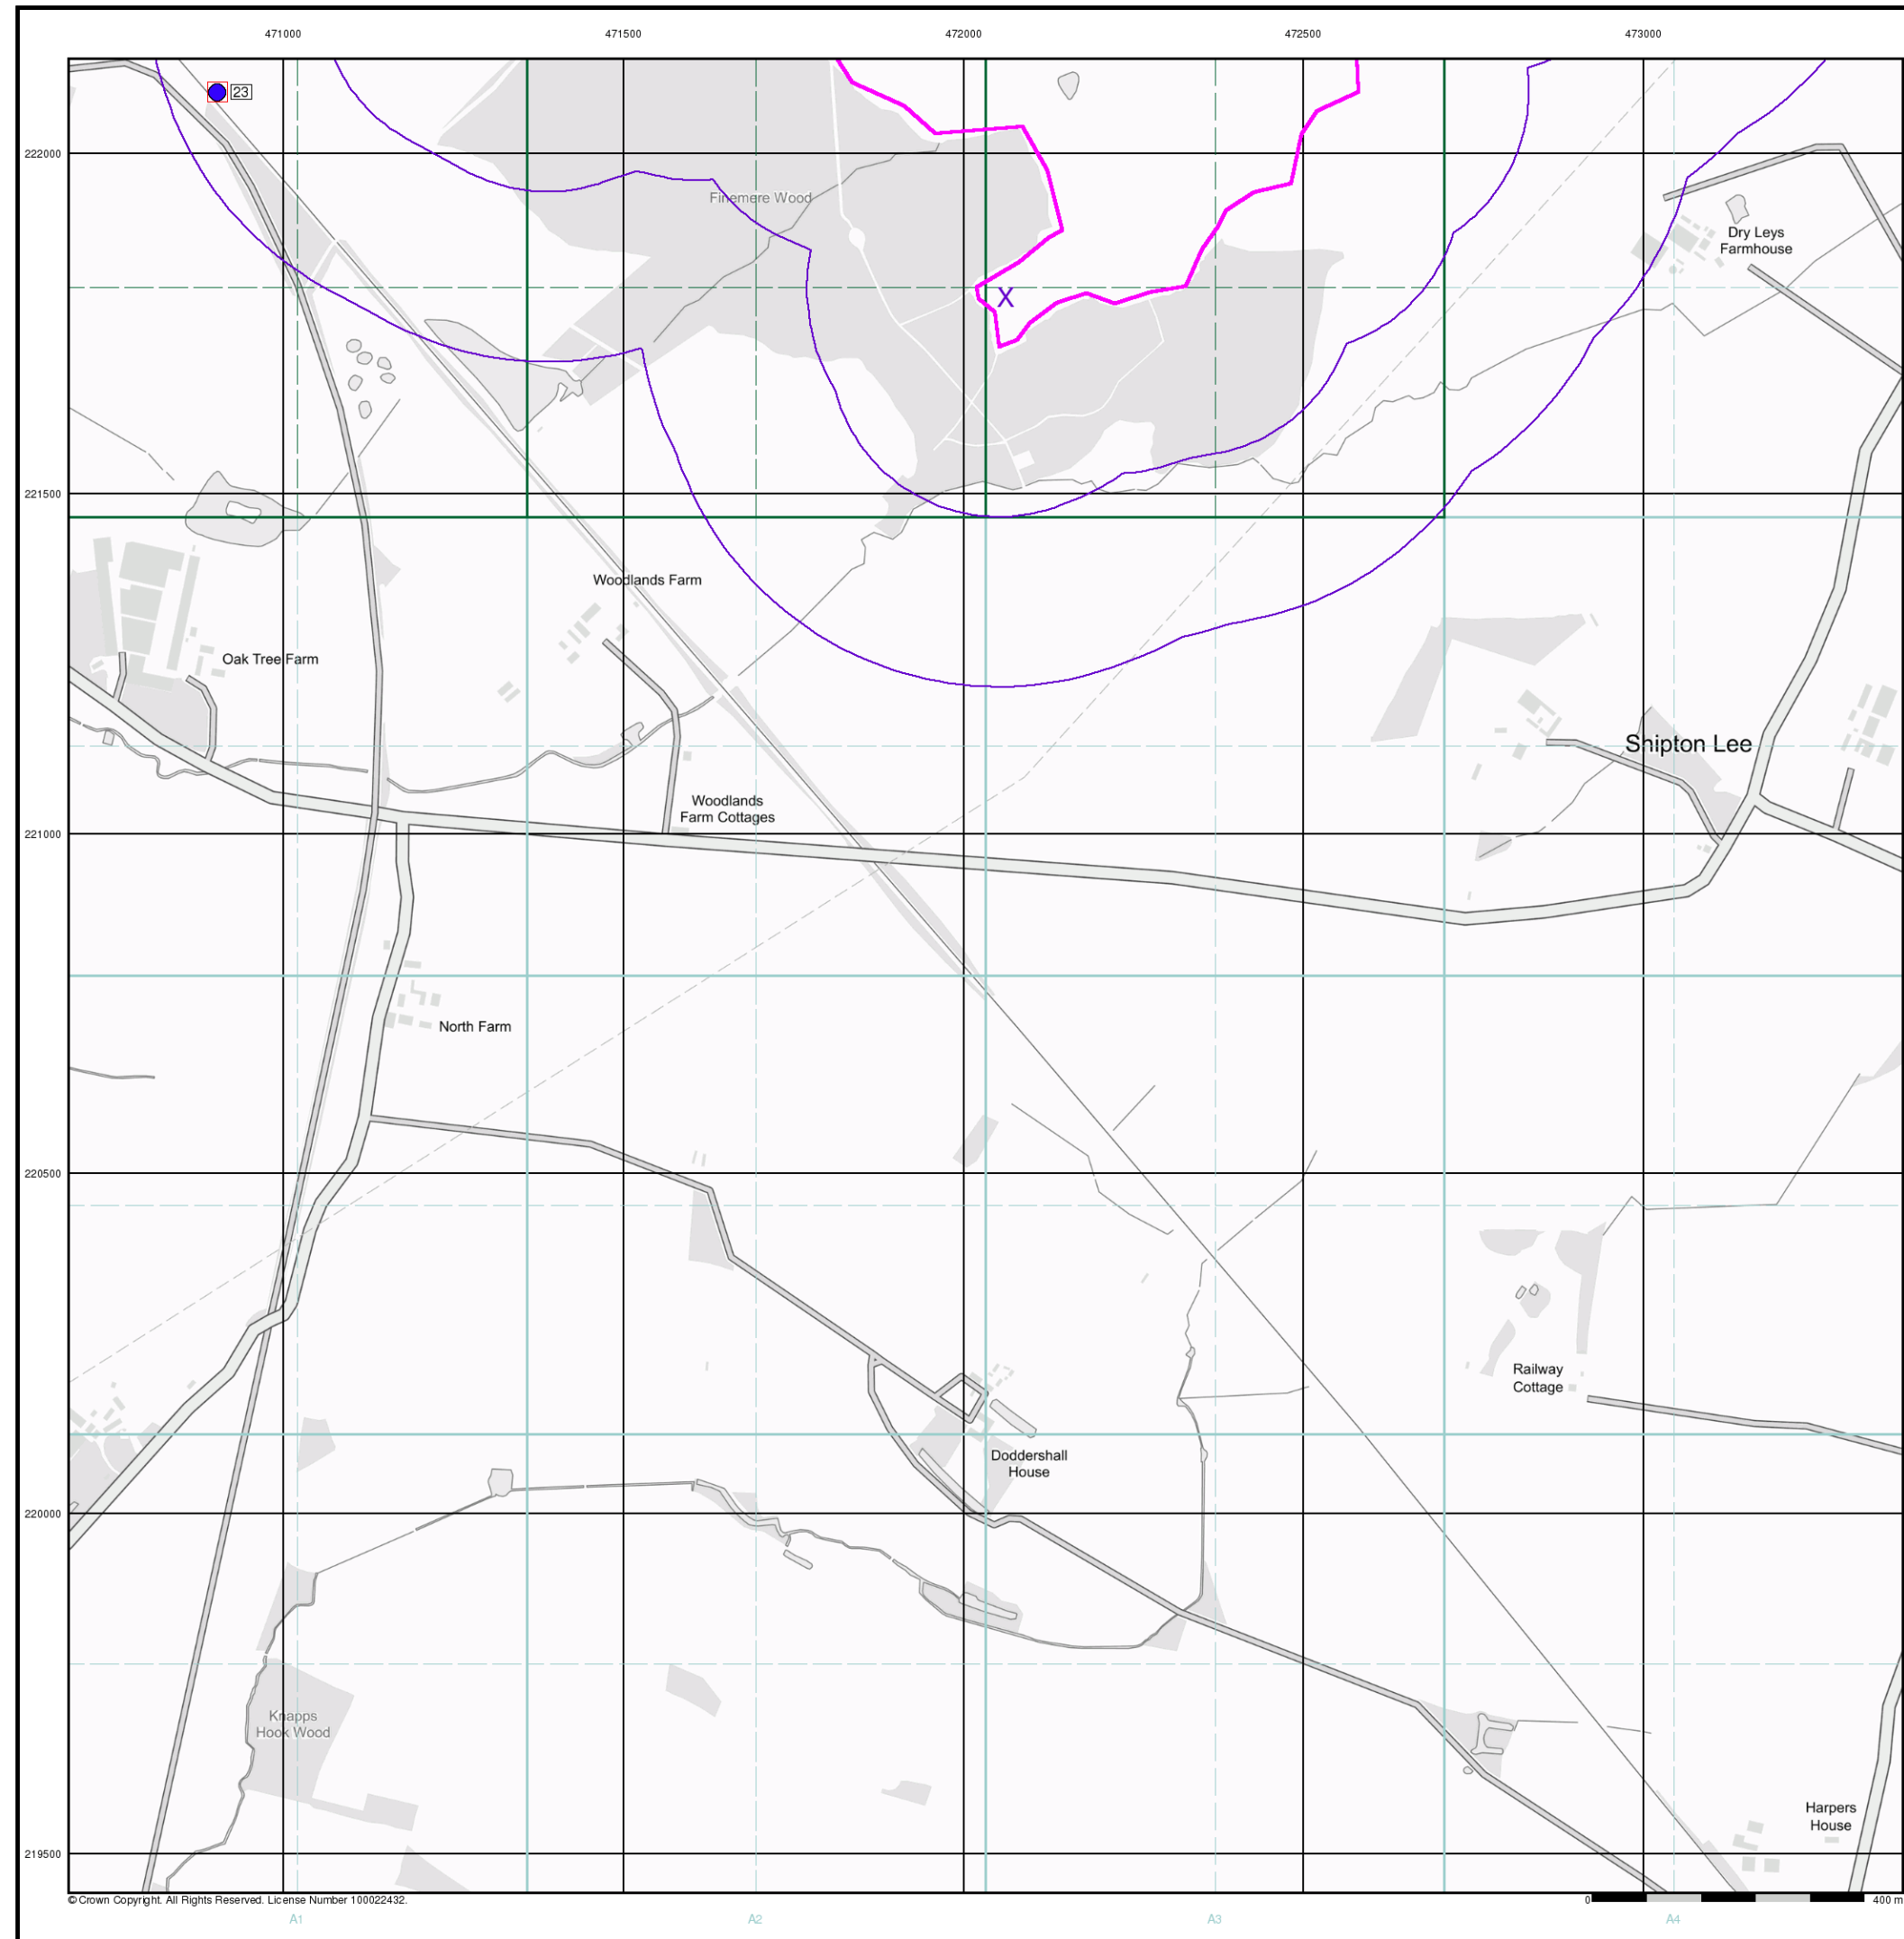 471000 471500 472000 472500 473000
23
222000
Finemere Wood
Dry Leys
Farmhouse
X
221500
Woodlands Farm
Oak Tree Farm
Shipton Lee
Woodlands
Farm Cottages
221000
North Farm
220500
Railway
Cottage
Doddershall
House
220000
Knapps
Hook Wood
Harpers
House
219500
© Crown Copyright. All Rights Reserved. License Number 100022432.
0 400 m
A1 A2 A3 A4